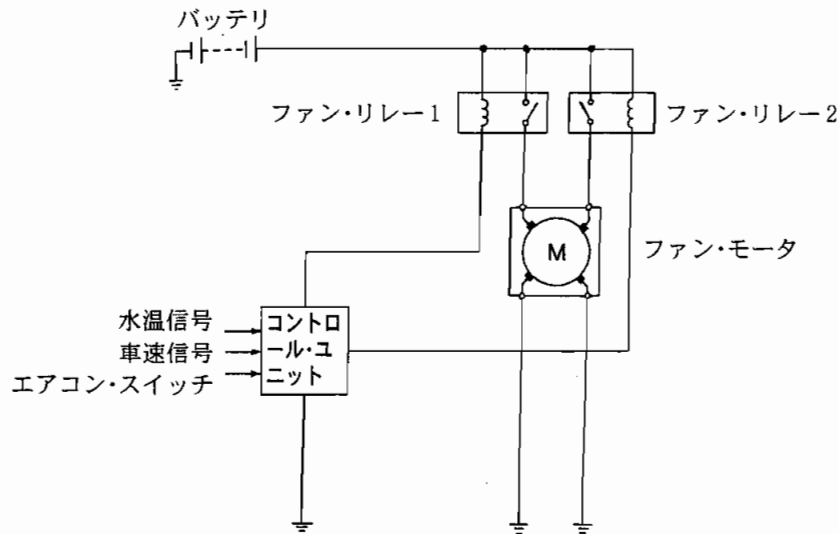 バッテリ
ファン・リレー1
ファン・リレー2
M
ファン・モータ
水温信号
車速信号
エアコン・スイッチ
コントロ
ール・ユ
ニット